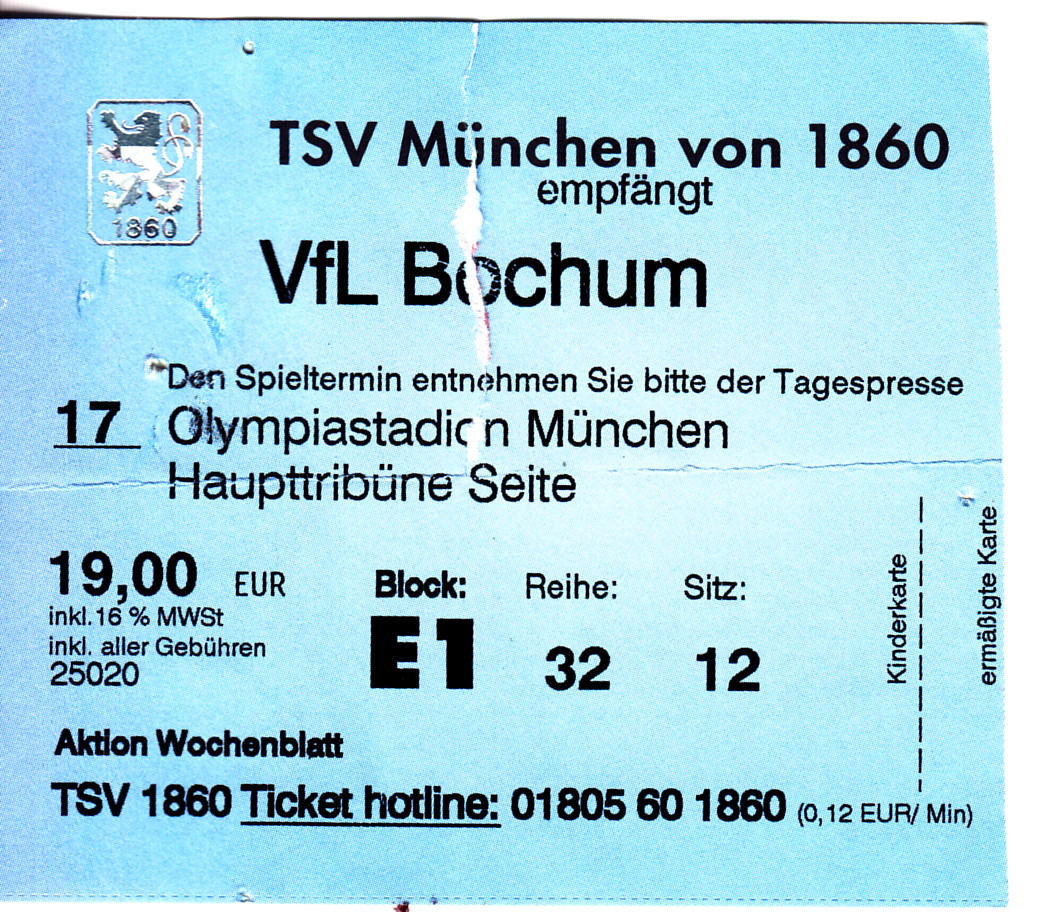 TSV München von 1860
empfängt
1860
VfL Bochum
Den Spieltermin entnehmen Sie bitte der Tagespresse
17 Olympiastadion München
Haupttribüne Seite
19,00 EUR
inkl. 16 % MWSt
inkl. aller Gebühren
25020
Block: Reihe: Sitz:
E1 32 12
Kinderkarte
ermäßigte Karte
Aktion Wochenblatt
TSV 1860 Ticket hotline: 01805 60 1860 (0,12 EUR/ Min)